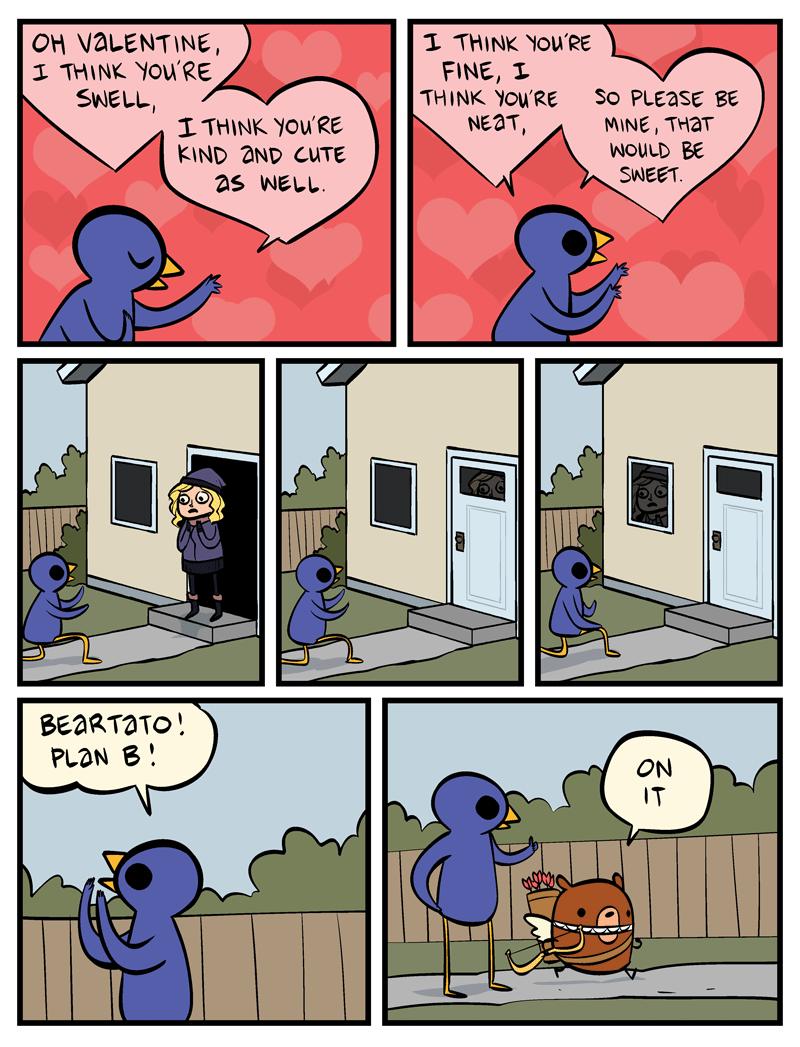 OH VALENTINE,
I THINK YOU'RE
SWELL,
I THINK YOU'RE
KIND AND CUTE
AS WELL.
I THINK YOU'RE
FINE, I
THINK YOU'RE
NEAT,
SO PLEASE BE
MINE, THAT
WOULD BE
SWEET.
BEARTATO!
PLAN B!
ON
IT